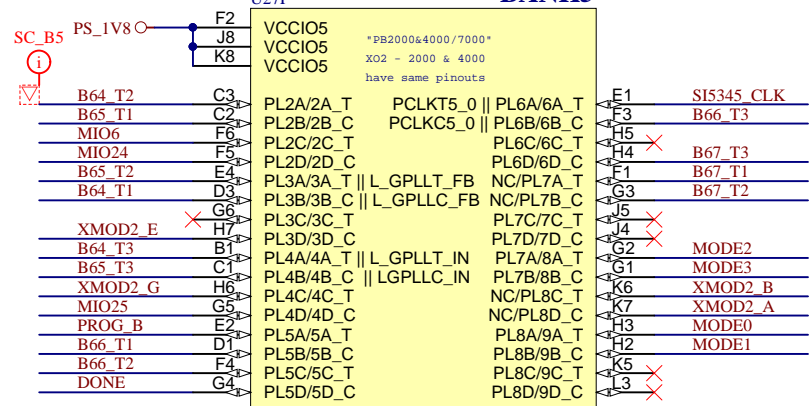 U27F
BANK5
PS_1V8
F2
VCCIO5
J8
VCCIO5
K8
VCCIO5
"PB2000&4000/7000"
XO2 - 2000 & 4000
have same pinouts
SC_B5
i
B64_T2 C3 PL2A/2A_T PCLKT5_0 || PL6A/6A_T E1 SI5345_CLK
B65_T1 C2 PL2B/2B_C PCLKC5_0 || PL6B/6B_C F3 B66_T3
MIO6 F6 PL2C/2C_T PL6C/6C_T H5
MIO24 F5 PL2D/2D_C PL6D/6D_C H4 B67_T3
B65_T2 E4 PL3A/3A_T || L_GPLLT_FB NC/PL7A_T F1 B67_T1
B64_T1 D3 PL3B/3B_C || L_GPLLC_FB NC/PL7B_C G3 B67_T2
G6 PL3C/3C_T PL7C/7C_T J5
XMOD2_E H7 PL3D/3D_C PL7D/7D_C J4
B64_T3 B1 PL4A/4A_T || L_GPLLT_IN PL7A/8A_T G2 MODE2
B65_T3 C1 PL4B/4B_C || LGPLLC_IN PL7B/8B_C G1 MODE3
XMOD2_G H6 PL4C/4C_T NC/PL8C_T K6 XMOD2_B
MIO25 G5 PL4D/4D_C NC/PL8D_C K7 XMOD2_A
PROG_B E2 PL5A/5A_T PL8A/9A_T H3 MODE0
B66_T1 D1 PL5B/5B_C PL8B/9B_C H2 MODE1
B66_T2 F4 PL5C/5C_T PL8C/9C_T K5
DONE G4 PL5D/5D_C PL8D/9D_C L3